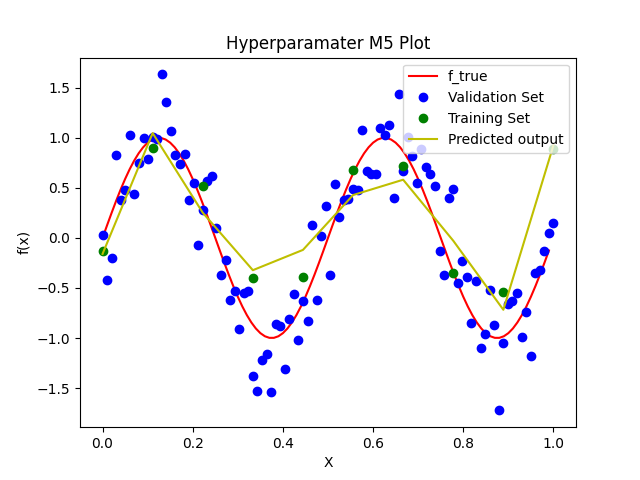 Hyperparamater M5 Plot
f_true
Validation Set
Training Set
Predicted output
f(x)
1.5
1.0
0.5
0.0
−0.5
−1.0
−1.5
0.0 0.2 0.4 0.6 0.8 1.0
X